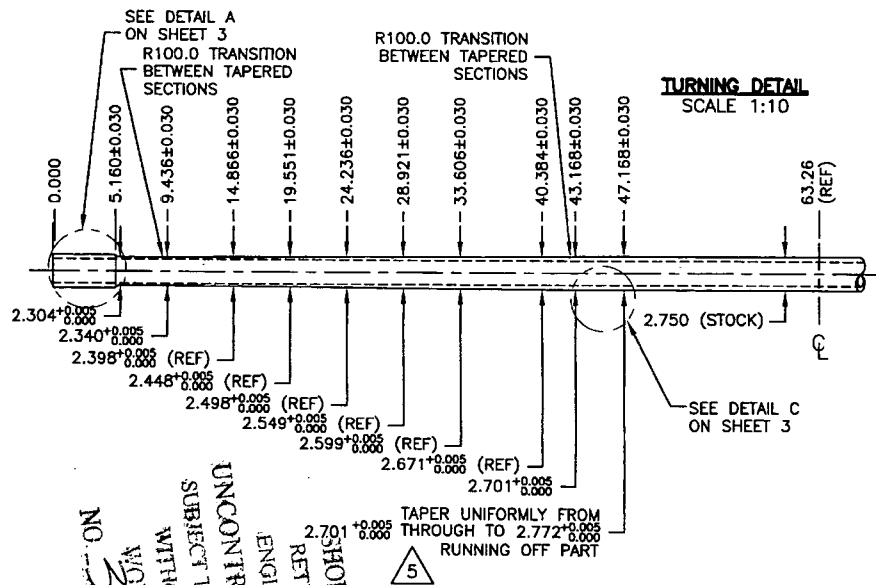 SEE DETAIL A
ON SHEET 3
R100.0 TRANSITION
BETWEEN TAPERED
SECTIONS
R100.0 TRANSITION
BETWEEN TAPERED
SECTIONS
TURNING DETAIL
SCALE 1:10
0.000
5.160±0.030
9.436±0.030
14.866±0.030
19.551±0.030
24.236±0.030
28.921±0.030
33.606±0.030
40.384±0.030
43.168±0.030
47.168±0.030
63.26
(REF)
2.304+0.005 0.000
2.340+0.005 0.000
2.398+0.005 0.000 (REF)
2.448+0.005 0.000 (REF)
2.498+0.005 0.000 (REF)
2.549+0.005 0.000 (REF)
2.599+0.005 0.000 (REF)
2.671+0.005 0.000 (REF)
2.701+0.005 0.000
2.750 (STOCK)
℄
SEE DETAIL C
ON SHEET 3
TAPER UNIFORMLY FROM
2.701 +0.005 0.000 THROUGH TO 2.772+0.005 0.000
RUNNING OFF PART
5
SHO
RET
ENGI
UNCONTR
SUBJECT T
WITH
NO